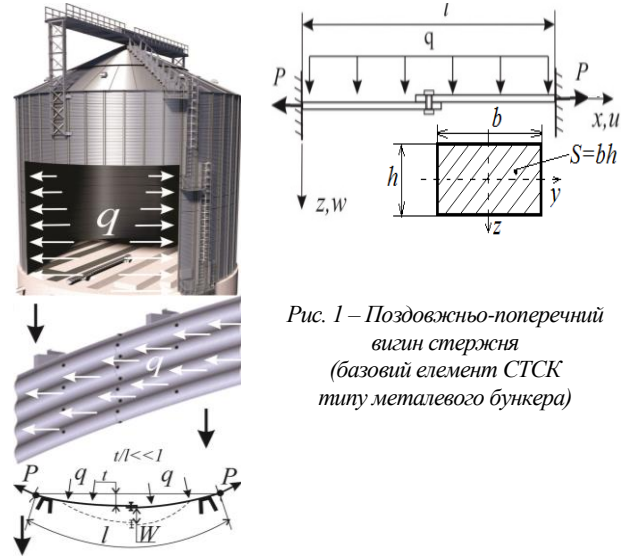 q
l
q
P
P
x,u
b
S=bh
h
y
z,w
z
Рис. 1 – Поздовжньо-поперечний
вигин стержня
(базовий елемент СТСК
типу металевого бункера)
q
t/l<<1
P
q
t
q
P
l
W